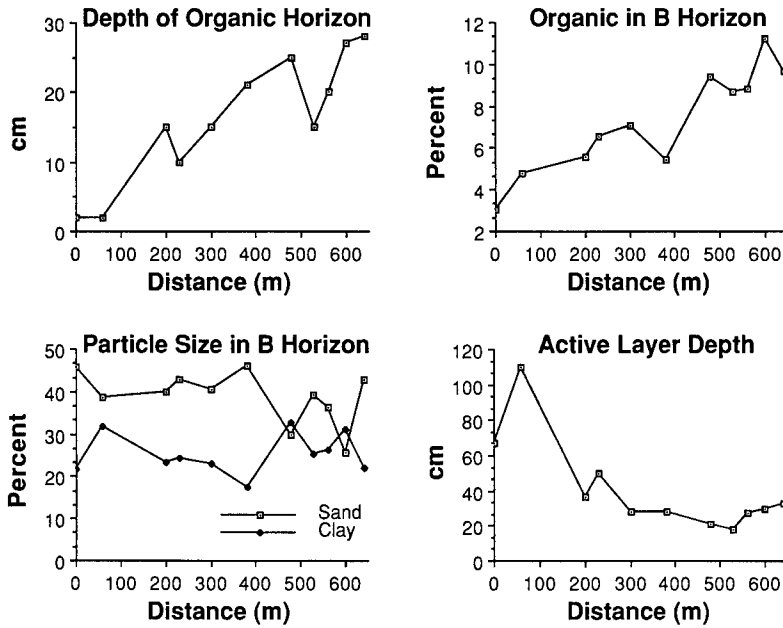 Depth of Organic Horizon
30
20
10
0
cm
0 100 200 300 400 500 600
Distance (m)
Organic in B Horizon
12
10
8
6
4
2
Percent
0 100 200 300 400 500 600
Distance (m)
Particle Size in B Horizon
50
40
30
20
10
0
Percent
Sand
Clay
0 100 200 300 400 500 600
Distance (m)
Active Layer Depth
120
100
80
60
40
20
0
cm
0 100 200 300 400 500 600
Distance (m)